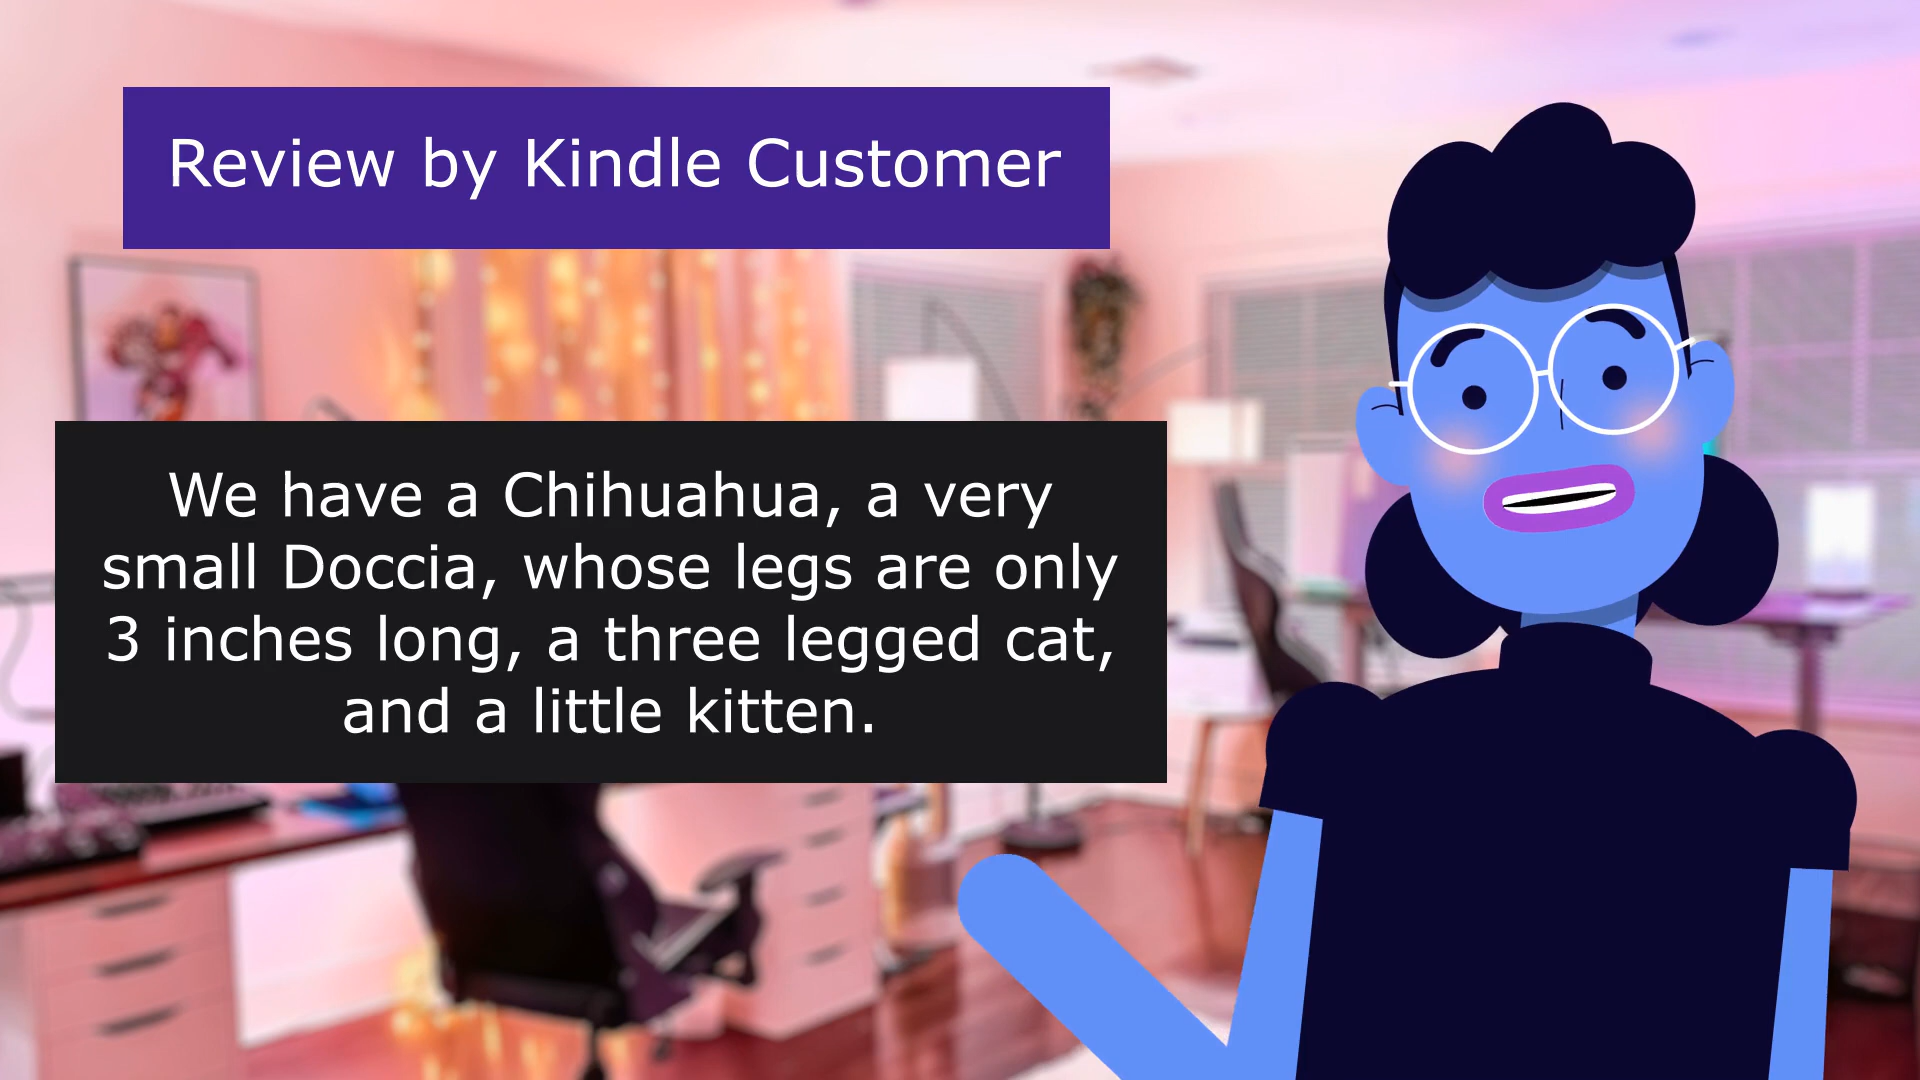 Review by Kindle Customer
We have a Chihuahua, a very
small Doccia, whose legs are only
3 inches long, a three legged cat,
and a little kitten.